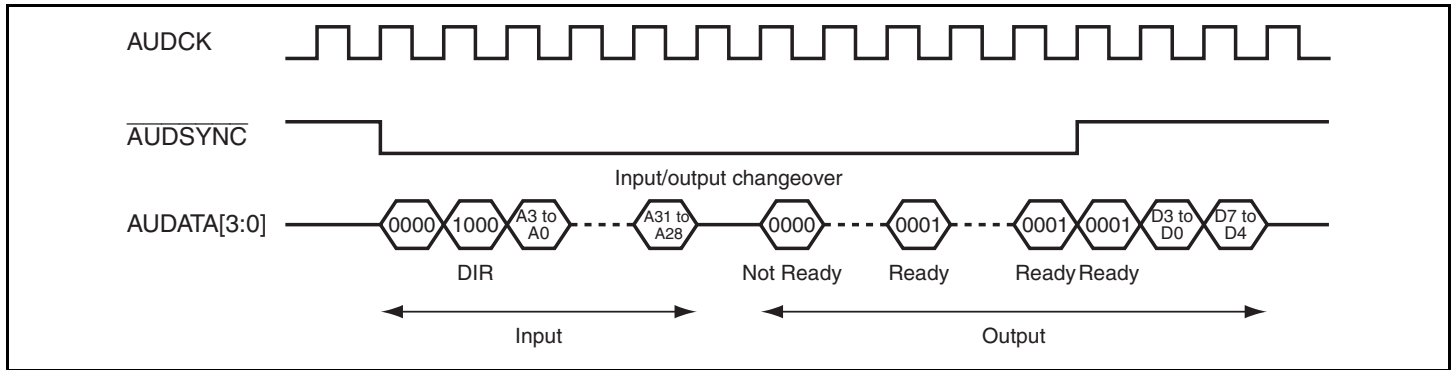 AUDCK
AUDSYNC
Input/output changeover
AUDATA[3:0]
0000
1000
A3 to
A0
A31 to
A28
0000
0001
0001
0001
D3 to
D0
D7 to
D4
DIR
Not Ready
Ready
Ready
Ready
Input
Output